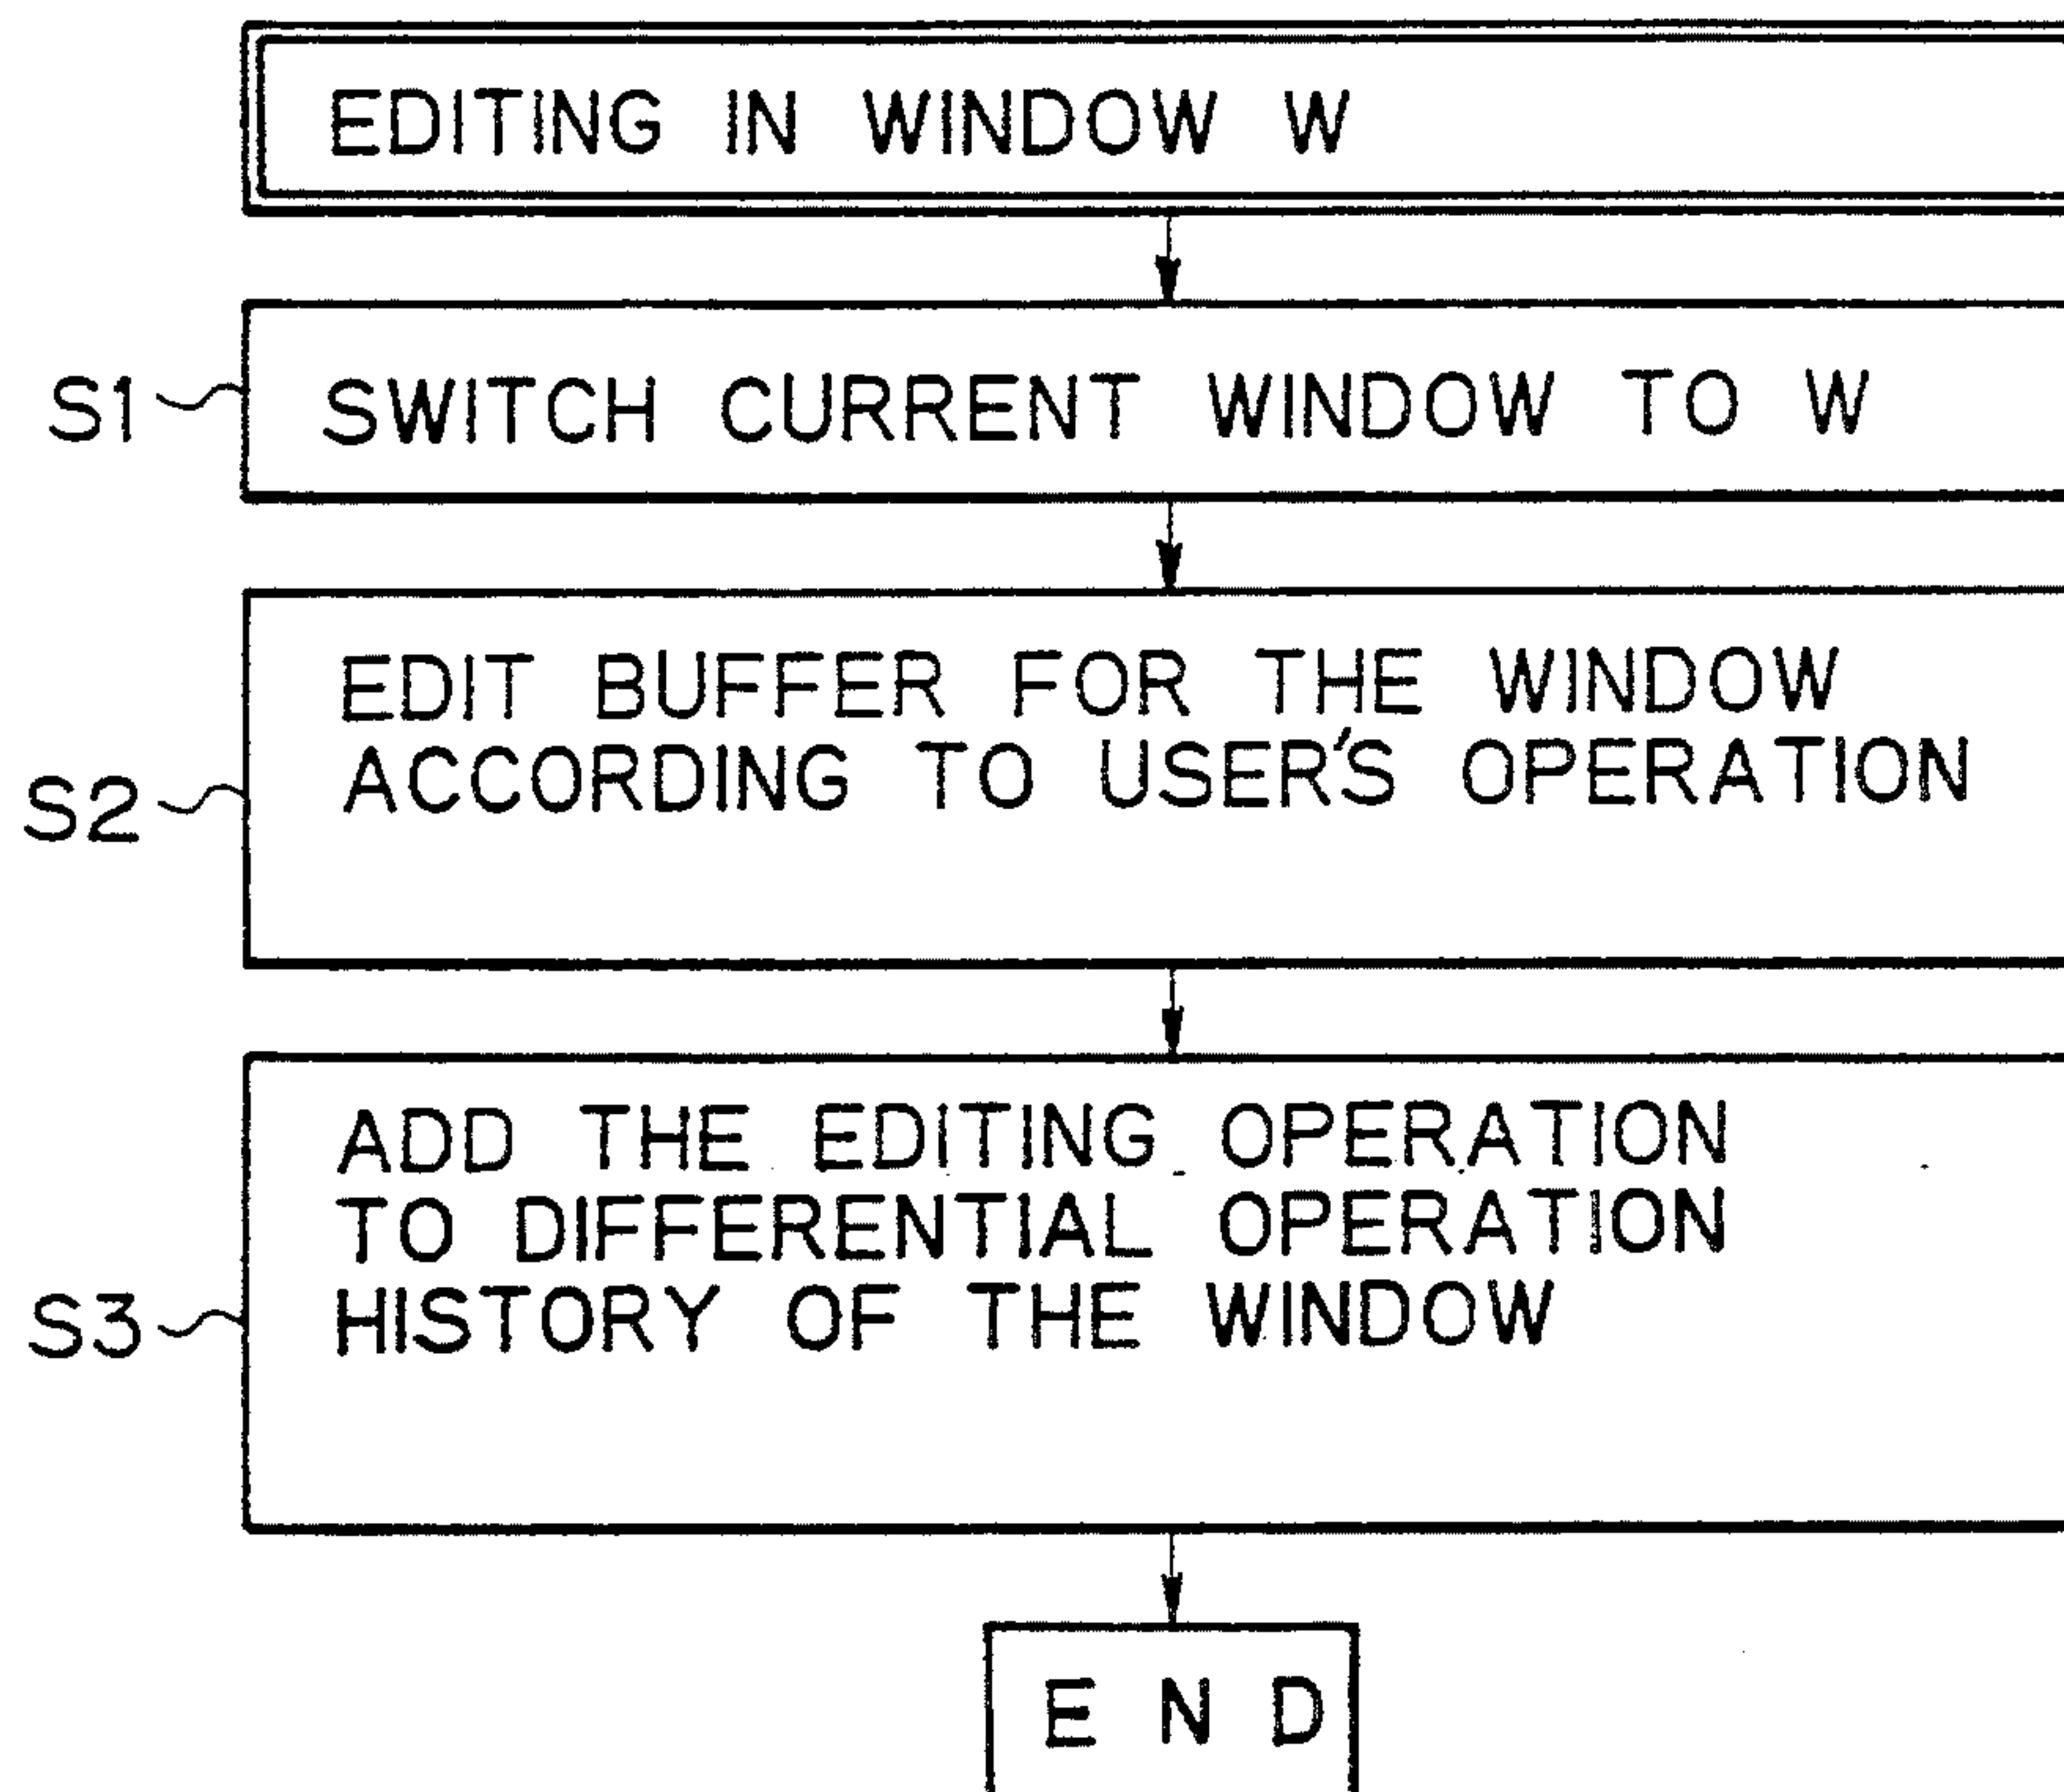 EDITING IN WINDOW W
S1 SWITCH CURRENT WINDOW TO W
EDIT BUFFER FOR THE WINDOW
ACCORDING TO USER'S OPERATION
S2
ADD THE EDITING OPERATION
TO DIFFERENTIAL OPERATION
HISTORY OF THE WINDOW
S3
END